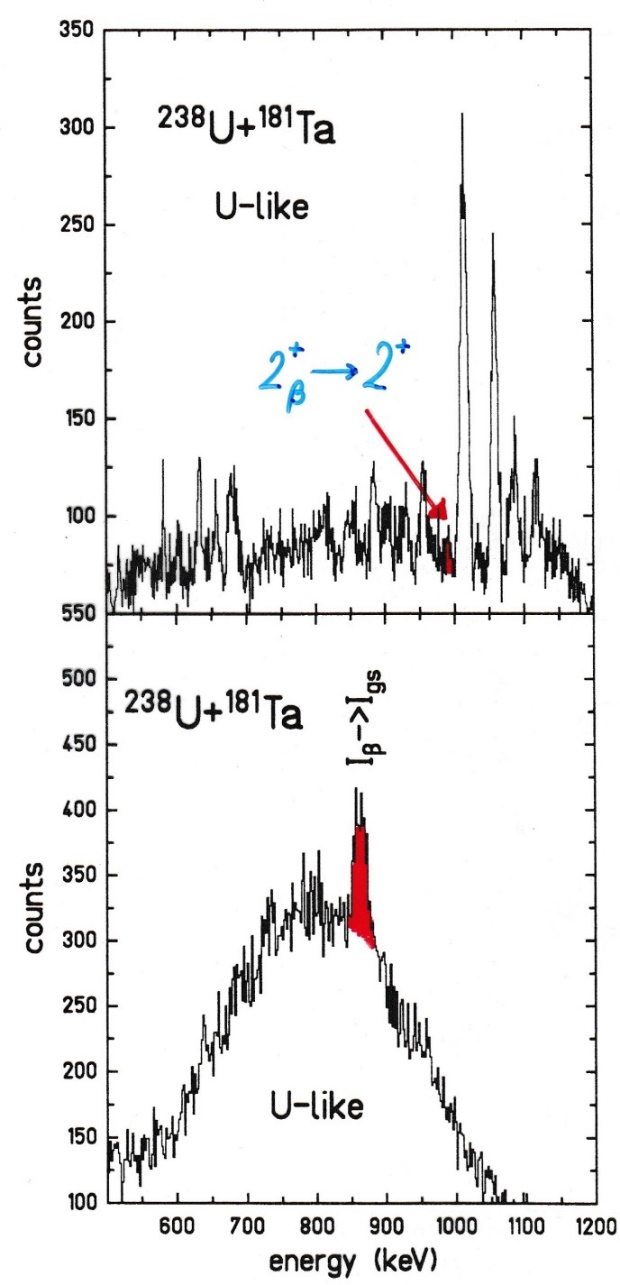 350
300
250
200
150
100
550
counts
²³⁸U+¹⁸¹Ta
U-like
2⁺β → 2⁺
500
450
400
350
300
250
200
150
100
counts
²³⁸U+¹⁸¹Ta
Iβ−>Igs
U-like
600 700 800 900 1000 1100 1200
energy (keV)